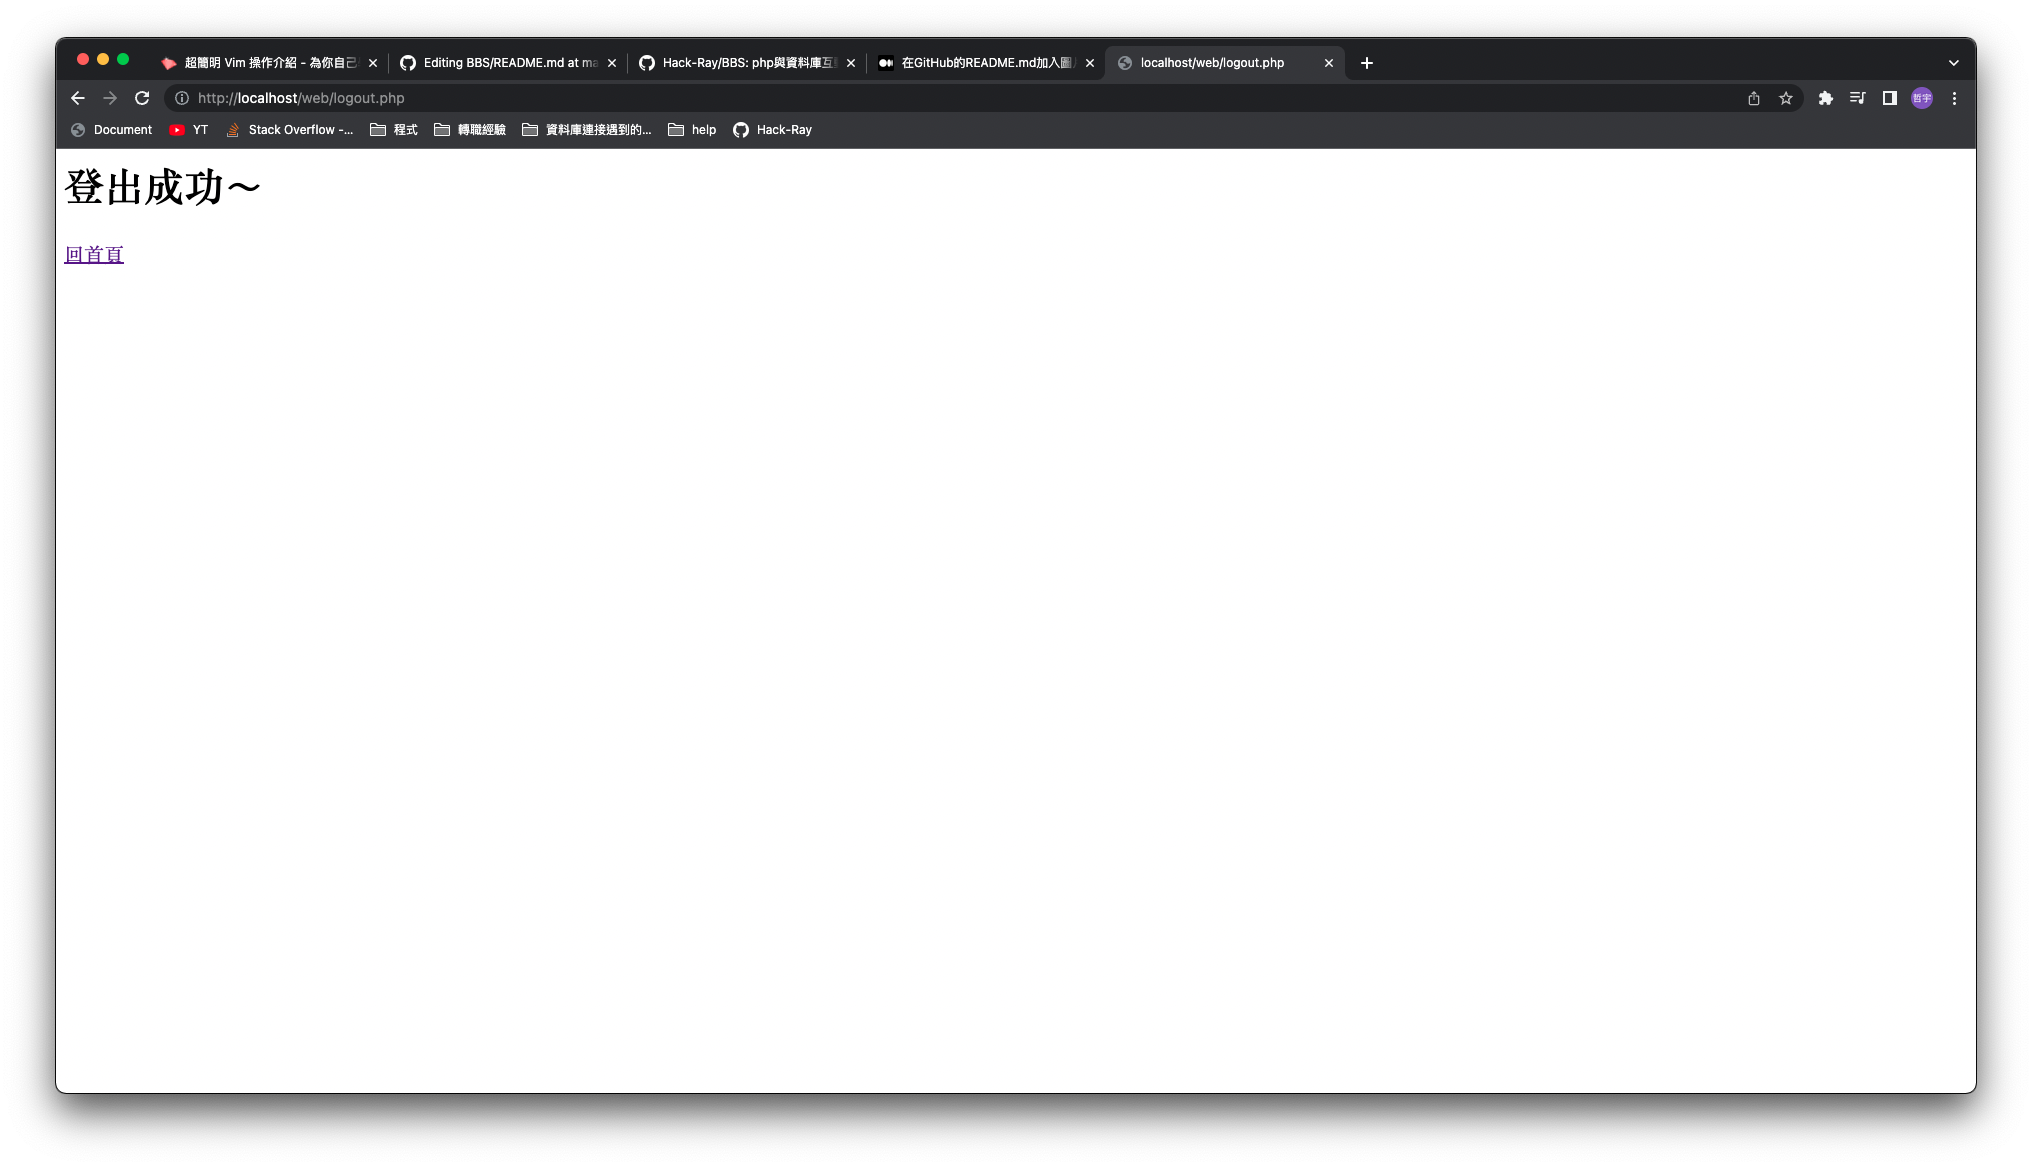 超簡明 Vim 操作介紹 - 為你自己
Editing BBS/README.md at ma
Hack-Ray/BBS: php與資料庫互
在GitHub的README.md加入圖
localhost/web/logout.php
http://localhost/web/logout.php
哲宇
Document
YT
Stack Overflow -...
程式
轉職經驗
資料庫連接遇到的...
help
Hack-Ray
登出成功～
回首頁